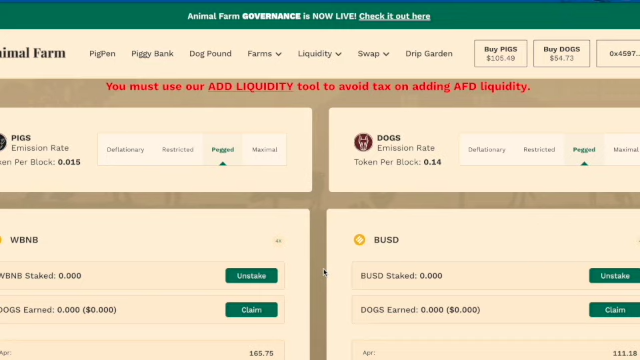 Animal Farm GOVERNANCE is NOW LIVE! Check it out here
nimal Farm
PigPen
Piggy Bank
Dog Pound
Farms
Liquidity
Swap
Drip Garden
Buy PIGS
$105.49
Buy DOGS
$54.73
0x4597...
You must use our ADD LIQUIDITY tool to avoid tax on adding AFD liquidity.
PIGS
Emission Rate
oken Per Block: 0.015
Deflationary
Restricted
Pegged
Maximal
DOGS
Emission Rate
Token Per Block: 0.14
Deflationary
Restricted
Pegged
Maximal
WBNB
4X
WBNB Staked: 0.000
Unstake
DOGS Earned: 0.000 ($0.000)
Claim
Apr:
165.75
BUSD
BUSD Staked: 0.000
Unstake
DOGS Earned: 0.000 ($0.000)
Claim
Apr:
111.18